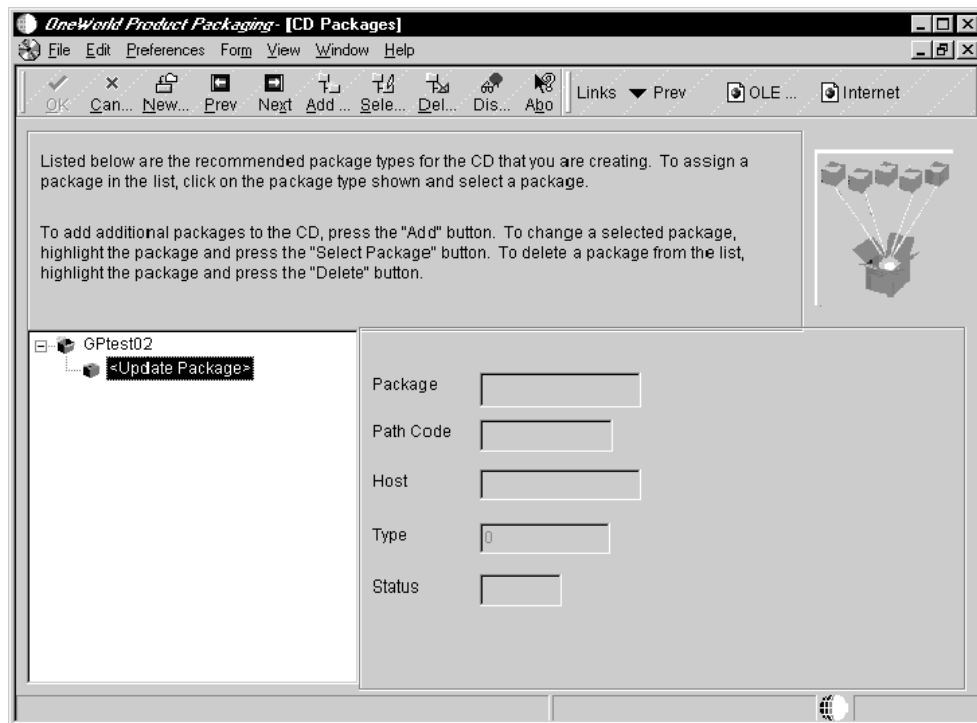 OneWorld Product Packaging - [CD Packages]
File Edit Preferences Form View Window Help
OK Can... New... Prev Next Add ... Sele... Del... Dis... Abo Links Prev OLE ... Internet
Listed below are the recommended package types for the CD that you are creating. To assign a
package in the list, click on the package type shown and select a package.
To add additional packages to the CD, press the "Add" button. To change a selected package,
highlight the package and press the "Select Package" button. To delete a package from the list,
highlight the package and press the "Delete" button.
GPtest02
<Update Package>
Package
Path Code
Host
Type 0
Status